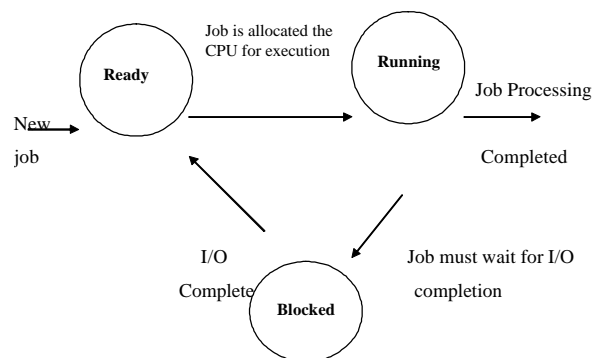 Job is allocated the
CPU for execution
Ready
Running
Job Processing
New
job
Completed
I/O
Complete
Job must wait for I/O
completion
Blocked